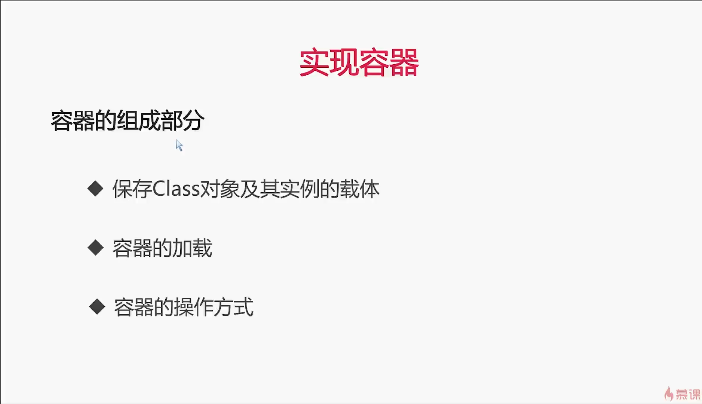 实现容器
容器的组成部分
◆ 保存Class对象及其实例的载体
◆ 容器的加载
◆ 容器的操作方式
慕课